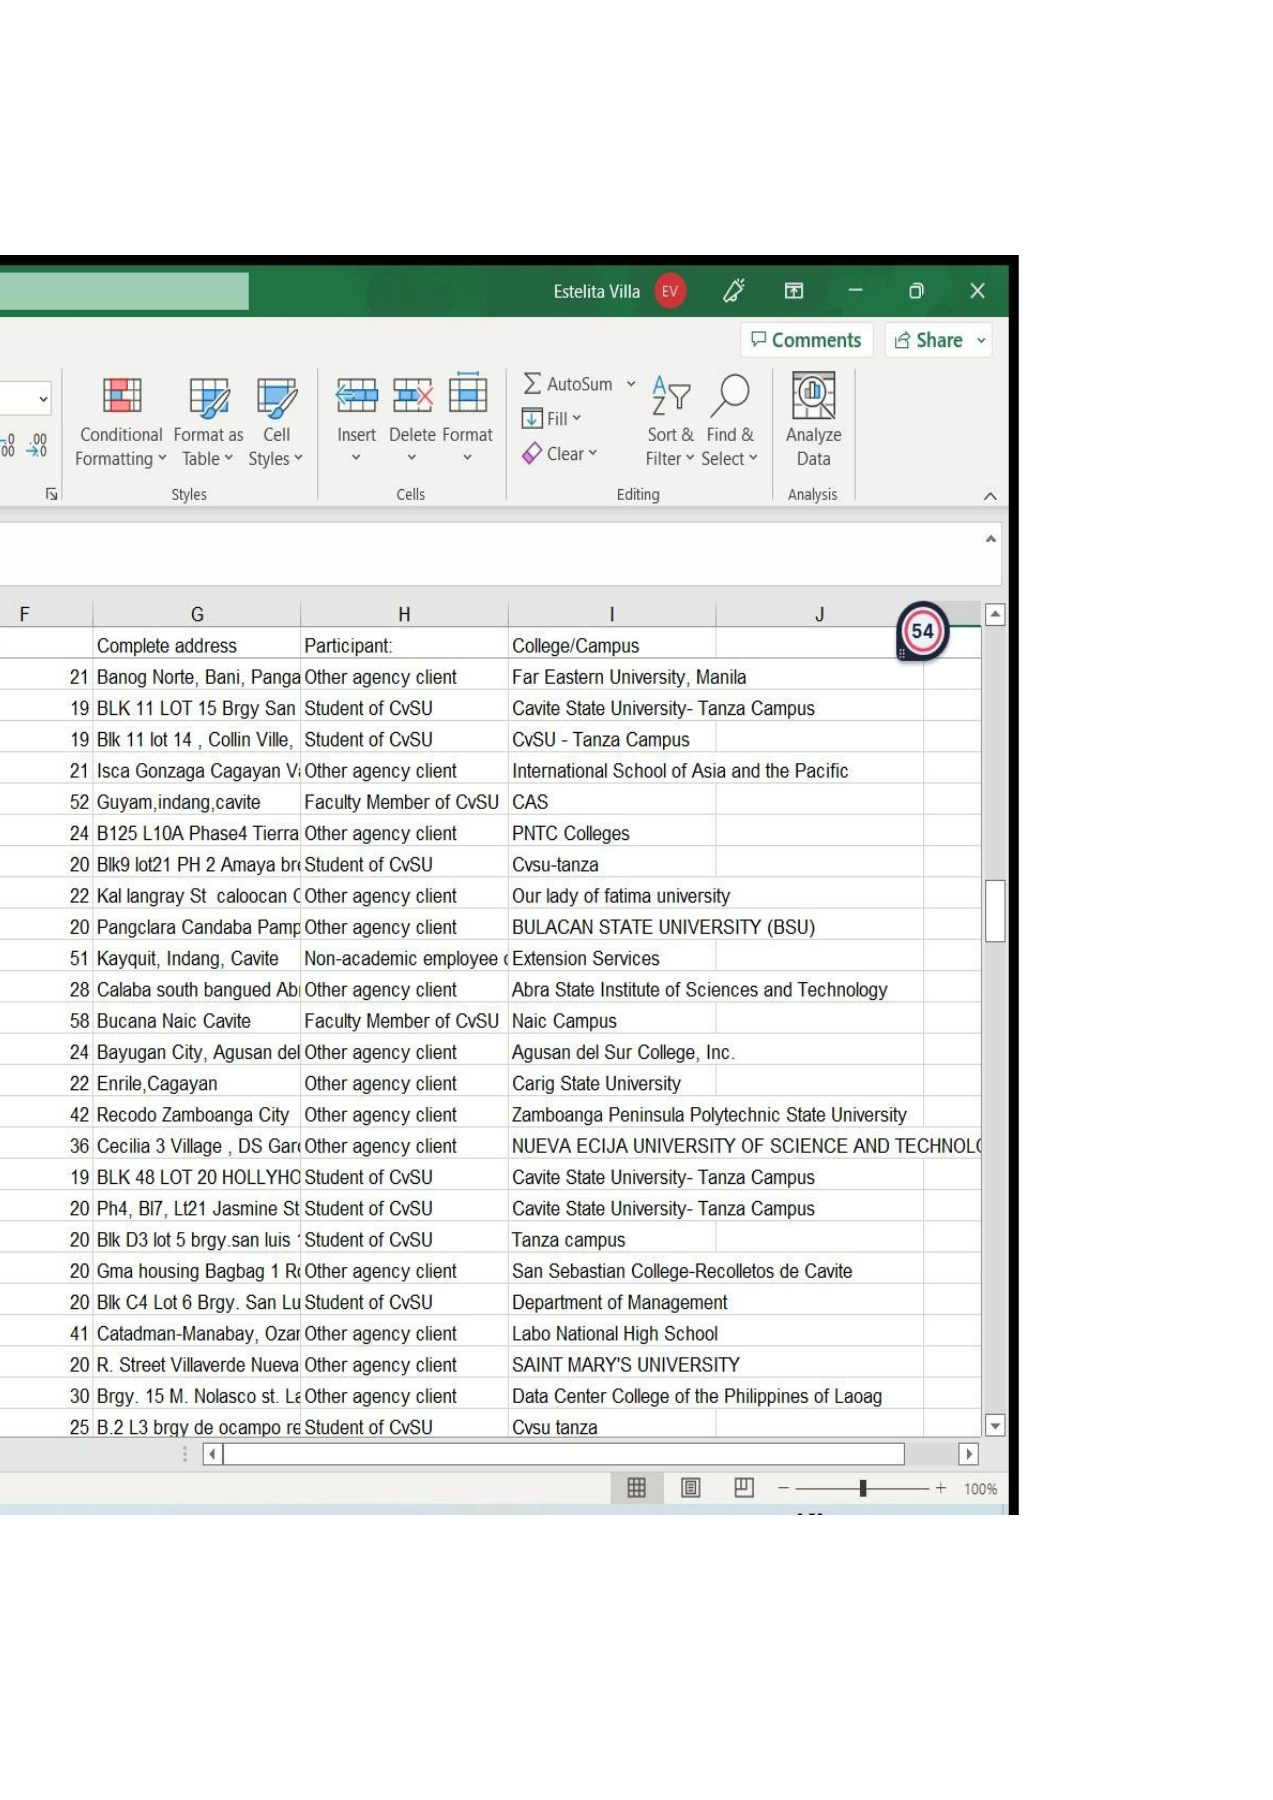 Estelita Villa EV
Comments Share
AutoSum
Fill
Clear
Conditional Formatting
Format as Table
Cell Styles
Insert
Delete
Format
Sort & Filter
Find & Select
Analyze Data
Styles
Cells
Editing
Analysis
F G H I J
54
Complete address Participant: College/Campus
21 Banog Norte, Bani, Panga Other agency client Far Eastern University, Manila
19 BLK 11 LOT 15 Brgy San Student of CvSU Cavite State University- Tanza Campus
19 Blk 11 lot 14 , Collin Ville, Student of CvSU CvSU - Tanza Campus
21 Isca Gonzaga Cagayan Va Other agency client International School of Asia and the Pacific
52 Guyam,indang,cavite Faculty Member of CvSU CAS
24 B125 L10A Phase4 Tierra Other agency client PNTC Colleges
20 Blk9 lot21 PH 2 Amaya bre Student of CvSU Cvsu-tanza
22 Kal langray St caloocan C Other agency client Our lady of fatima university
20 Pangclara Candaba Pamp Other agency client BULACAN STATE UNIVERSITY (BSU)
51 Kayquit, Indang, Cavite Non-academic employee Extension Services
28 Calaba south bangued Abr Other agency client Abra State Institute of Sciences and Technology
58 Bucana Naic Cavite Faculty Member of CvSU Naic Campus
24 Bayugan City, Agusan del Other agency client Agusan del Sur College, Inc.
22 Enrile,Cagayan Other agency client Carig State University
42 Recodo Zamboanga City Other agency client Zamboanga Peninsula Polytechnic State University
36 Cecilia 3 Village , DS Gar Other agency client NUEVA ECIJA UNIVERSITY OF SCIENCE AND TECHNOLO
19 BLK 48 LOT 20 HOLLYHO Student of CvSU Cavite State University- Tanza Campus
20 Ph4, Bl7, Lt21 Jasmine St Student of CvSU Cavite State University- Tanza Campus
20 Blk D3 lot 5 brgy.san luis Student of CvSU Tanza campus
20 Gma housing Bagbag 1 Ro Other agency client San Sebastian College-Recolletos de Cavite
20 Blk C4 Lot 6 Brgy. San Lu Student of CvSU Department of Management
41 Catadman-Manabay, Ozar Other agency client Labo National High School
20 R. Street Villaverde Nueva Other agency client SAINT MARY'S UNIVERSITY
30 Brgy. 15 M. Nolasco st. La Other agency client Data Center College of the Philippines of Laoag
25 B.2 L3 brgy de ocampo re Student of CvSU Cvsu tanza
100%